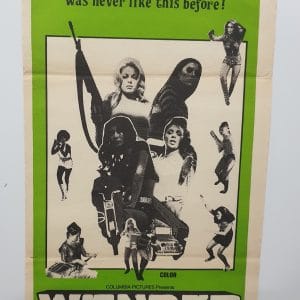 was never like this before!
COLOR
COLUMBIA PICTURES Presents